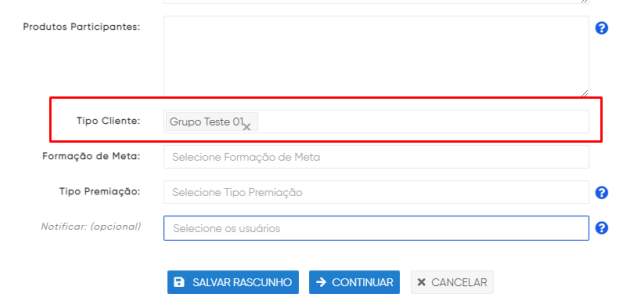 Produtos Participantes:
Tipo Cliente:
Grupo Teste 01
Formação de Meta:
Selecione Formação de Meta
Tipo Premiação:
Selecione Tipo Premiação
Notificar: (opcional)
Selecione os usuários
SALVAR RASCUNHO
CONTINUAR
CANCELAR